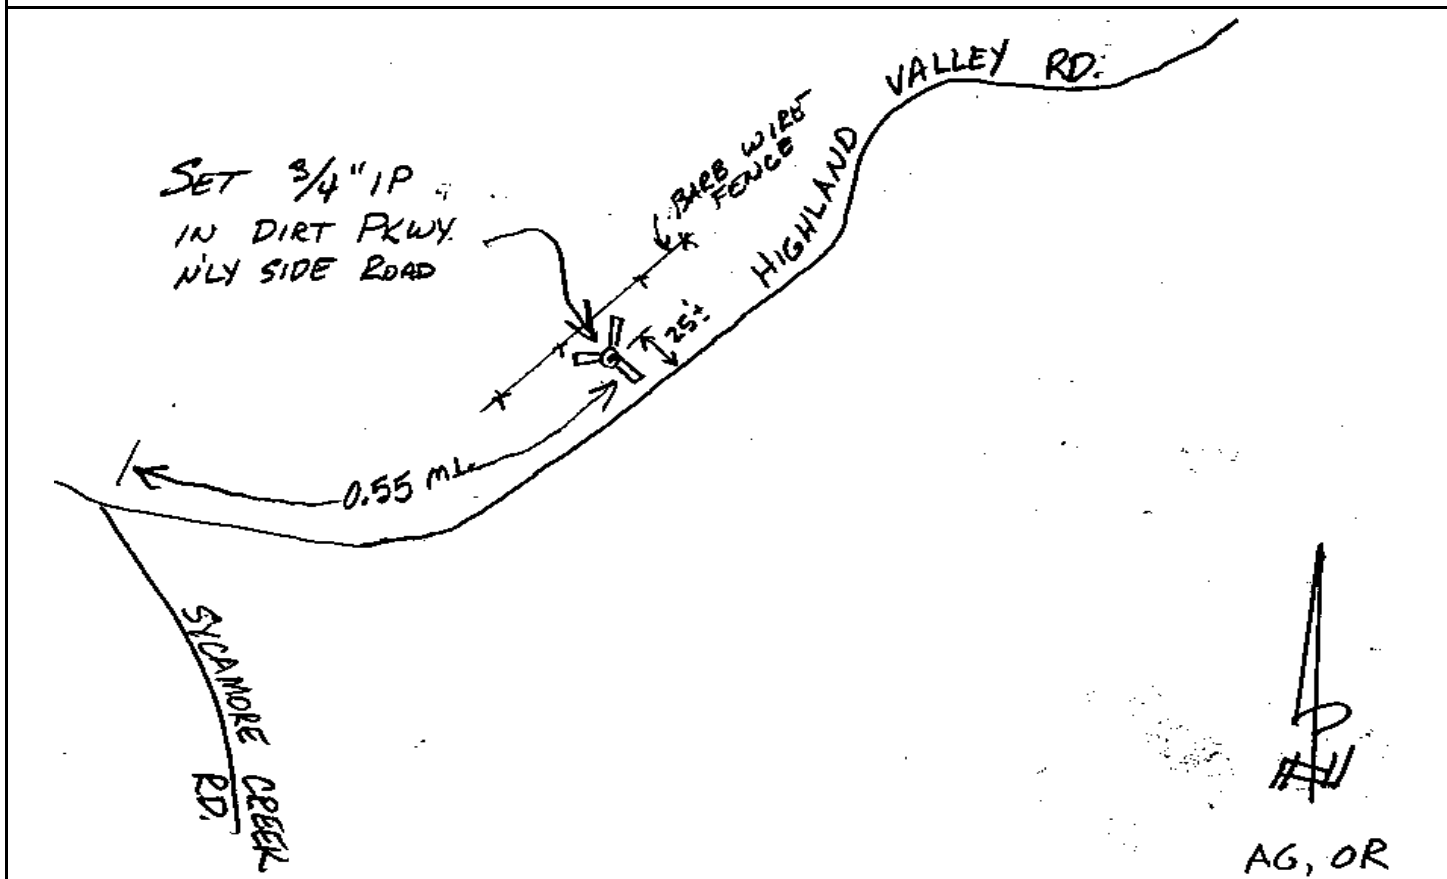 VALLEY RD.
HIGHLAND
BARB WIRE
FENCE
SET 3/4" IP
IN DIRT PKWY.
N'LY SIDE ROAD
25'±
0.55 MI.
SYCAMORE CREEK
RD.
N
AG, OR